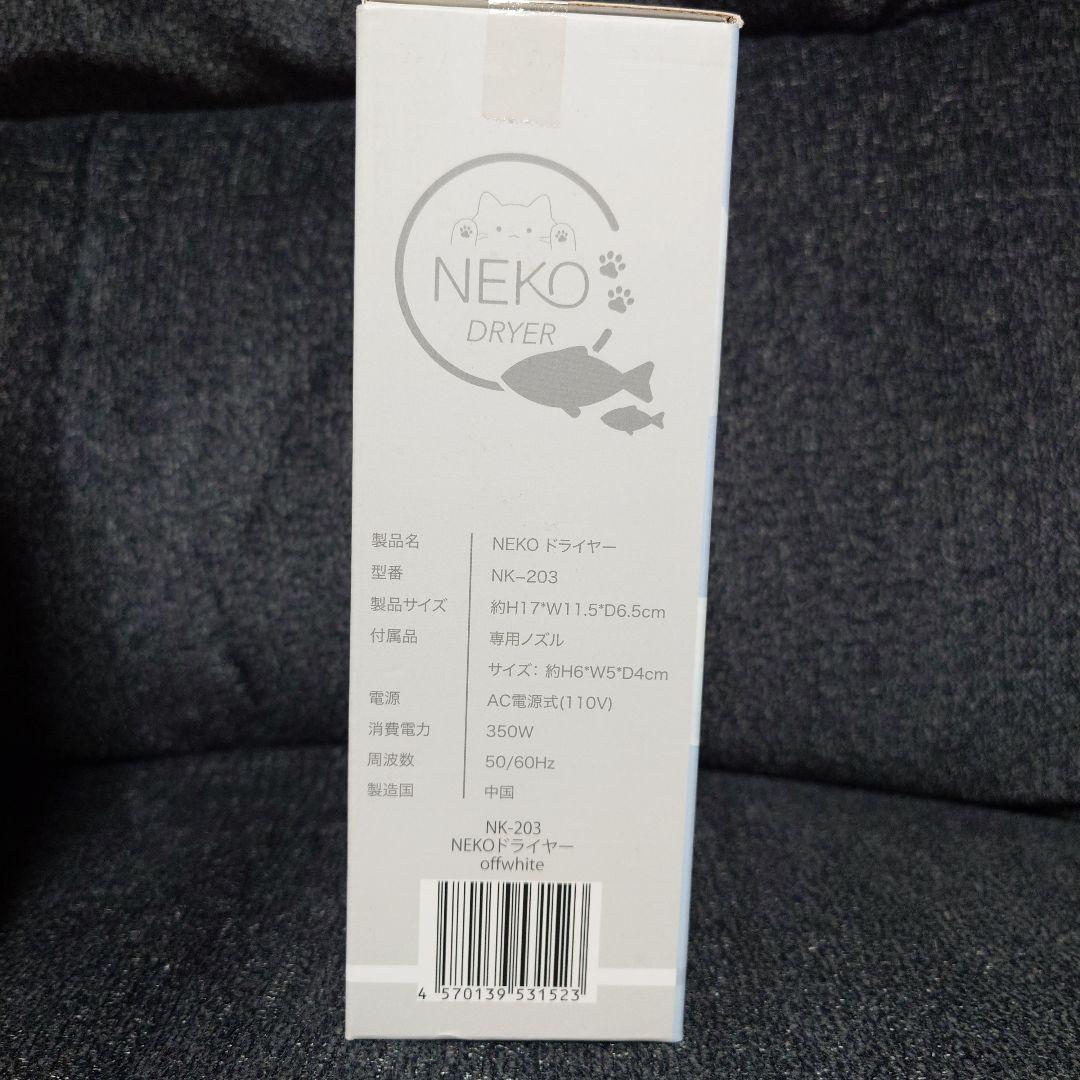 NEKO
DRYER
製品名 NEKO ドライヤー
型番 NK-203
製品サイズ 約H17*W11.5*D6.5cm
付属品 専用ノズル
サイズ: 約H6*W5*D4cm
電源 AC電源式(110V)
消費電力 350W
周波数 50/60Hz
製造国 中国
NK-203
NEKOドライヤー
offwhite
4 570139 531523